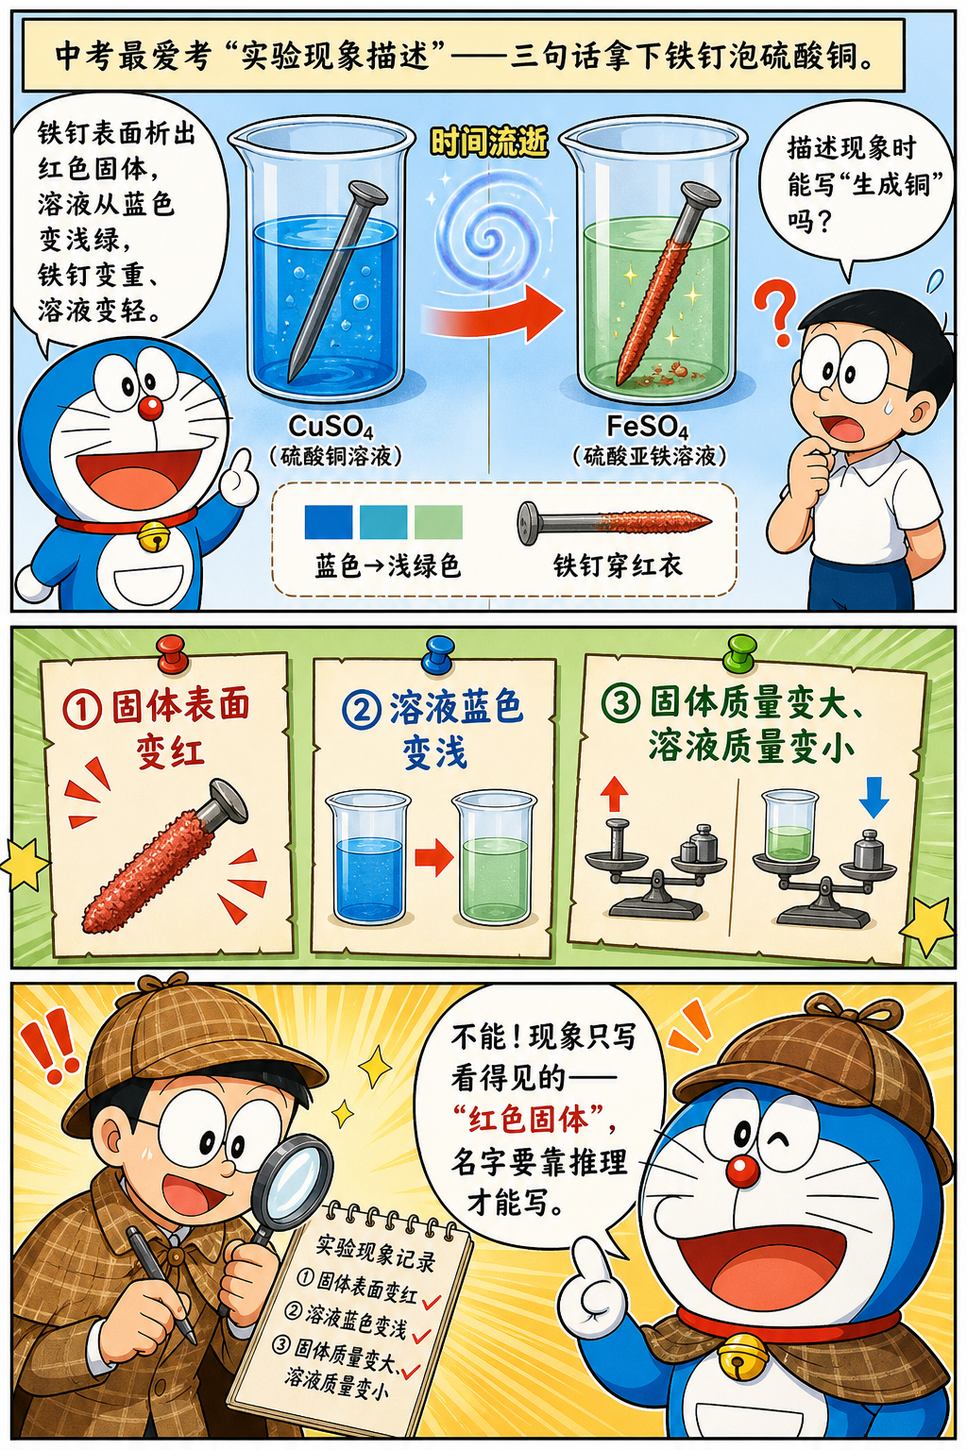 中考最爱考“实验现象描述”——三句话拿下铁钉泡硫酸铜。
铁钉表面析出
红色固体，
溶液从蓝色
变浅绿，
铁钉变重、
溶液变轻。
时间流逝
描述现象时
能写“生成铜”
吗？
CuSO₄
（硫酸铜溶液）
FeSO₄
（硫酸亚铁溶液）
蓝色→浅绿色
铁钉穿红衣
① 固体表面
变红
② 溶液蓝色
变浅
③ 固体质量变大、
溶液质量变小
不能！现象只写
看得见的——
“红色固体”，
名字要靠推理
才能写。
实验现象记录
① 固体表面变红
② 溶液蓝色变浅
③ 固体质量变大、
溶液质量变小